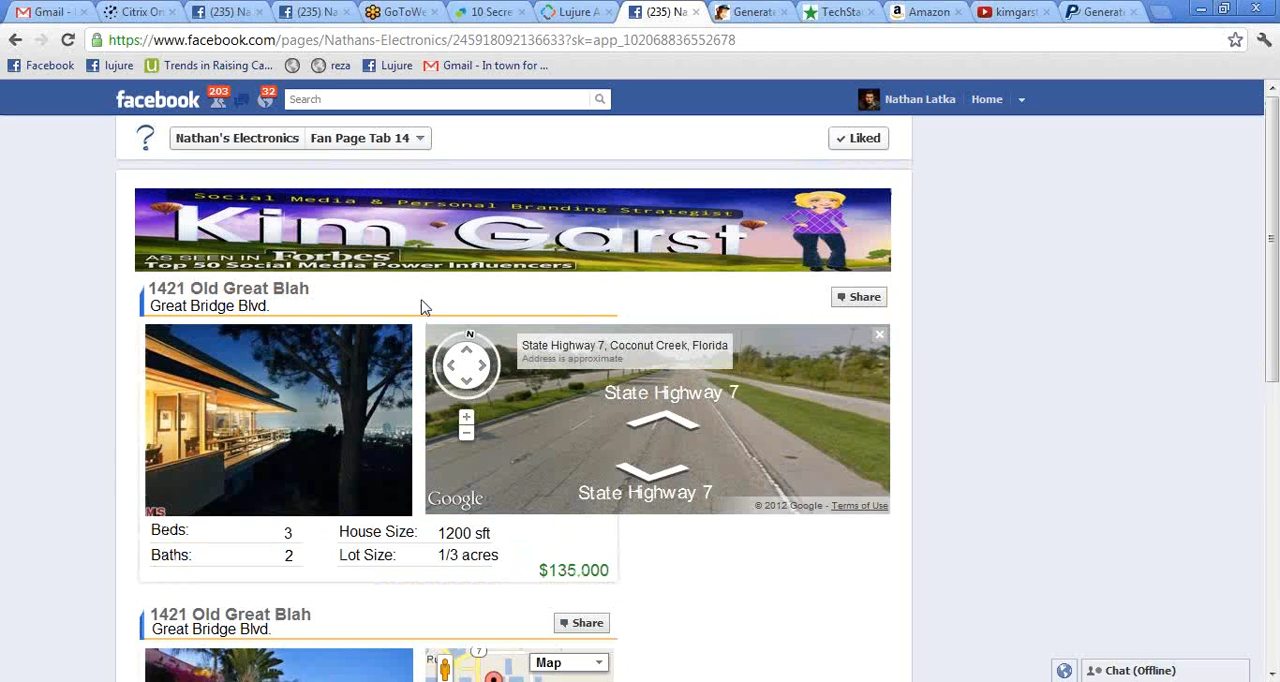 Gmail -
Citrix On
(235) Na
(235) Na
GoToWe
10 Secre
Lujure A
(235) Na
Generate
TechSta
Amazon
kimgarst
Generate
https://www.facebook.com/pages/Nathans-Electronics/245918092136633?sk=app_102068836552678
Facebook
lujure
Trends in Raising Ca...
reza
Lujure
Gmail - In town for ...
facebook
203
32
Search
Nathan Latka
Home
Nathan's Electronics
Fan Page Tab 14
Liked
Social Media & Personal Branding Strategist
Kim Garst
AS SEEN IN Forbes
Top 50 Social Media Power Influencers
1421 Old Great Blah
Great Bridge Blvd.
Share
N
State Highway 7, Coconut Creek, Florida
Address is approximate
State Highway 7
State Highway 7
Google
© 2012 Google - Terms of Use
MS
Beds: 3
House Size: 1200 sft
Baths: 2
Lot Size: 1/3 acres
$135,000
1421 Old Great Blah
Great Bridge Blvd.
Share
7
Map
Chat (Offline)